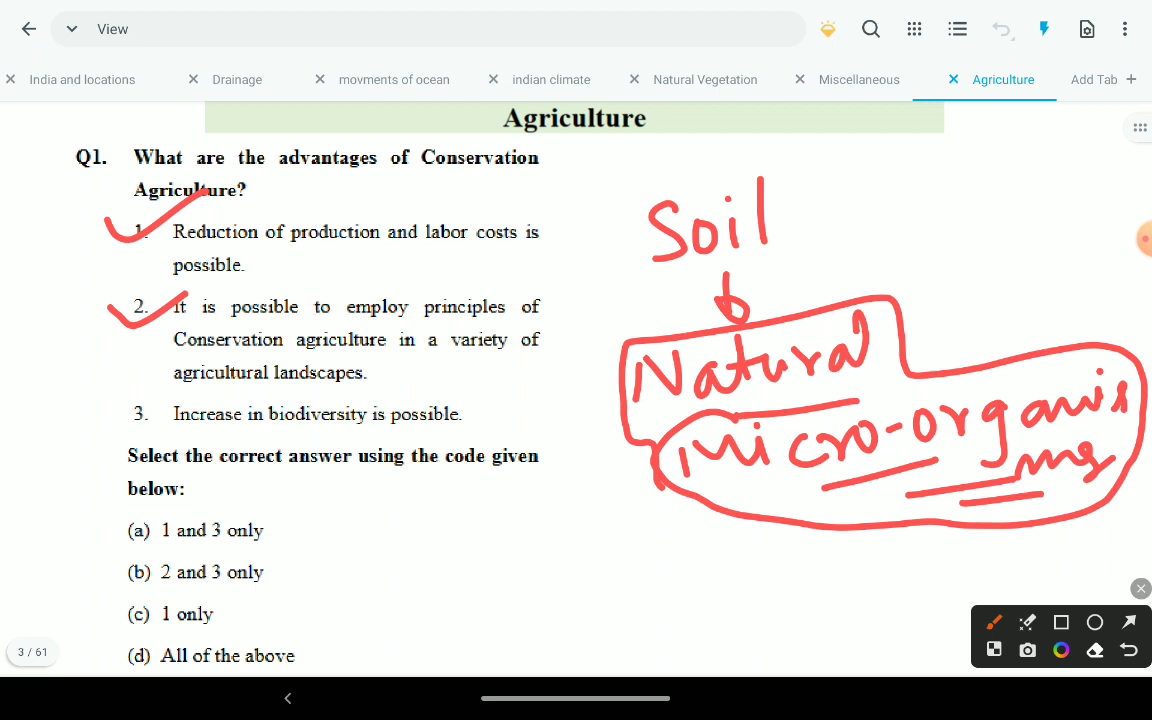 View
India and locations
Drainage
movments of ocean
indian climate
Natural Vegetation
Miscellaneous
Agriculture
Add Tab
Agriculture
Q1. What are the advantages of Conservation
Agriculture?
1. Reduction of production and labor costs is
possible.
2. It is possible to employ principles of
Conservation agriculture in a variety of
agricultural landscapes.
3. Increase in biodiversity is possible.
Select the correct answer using the code given
below:
(a) 1 and 3 only
(b) 2 and 3 only
(c) 1 only
(d) All of the above
Soil
Natural
Micro-organis
ms
3 / 61